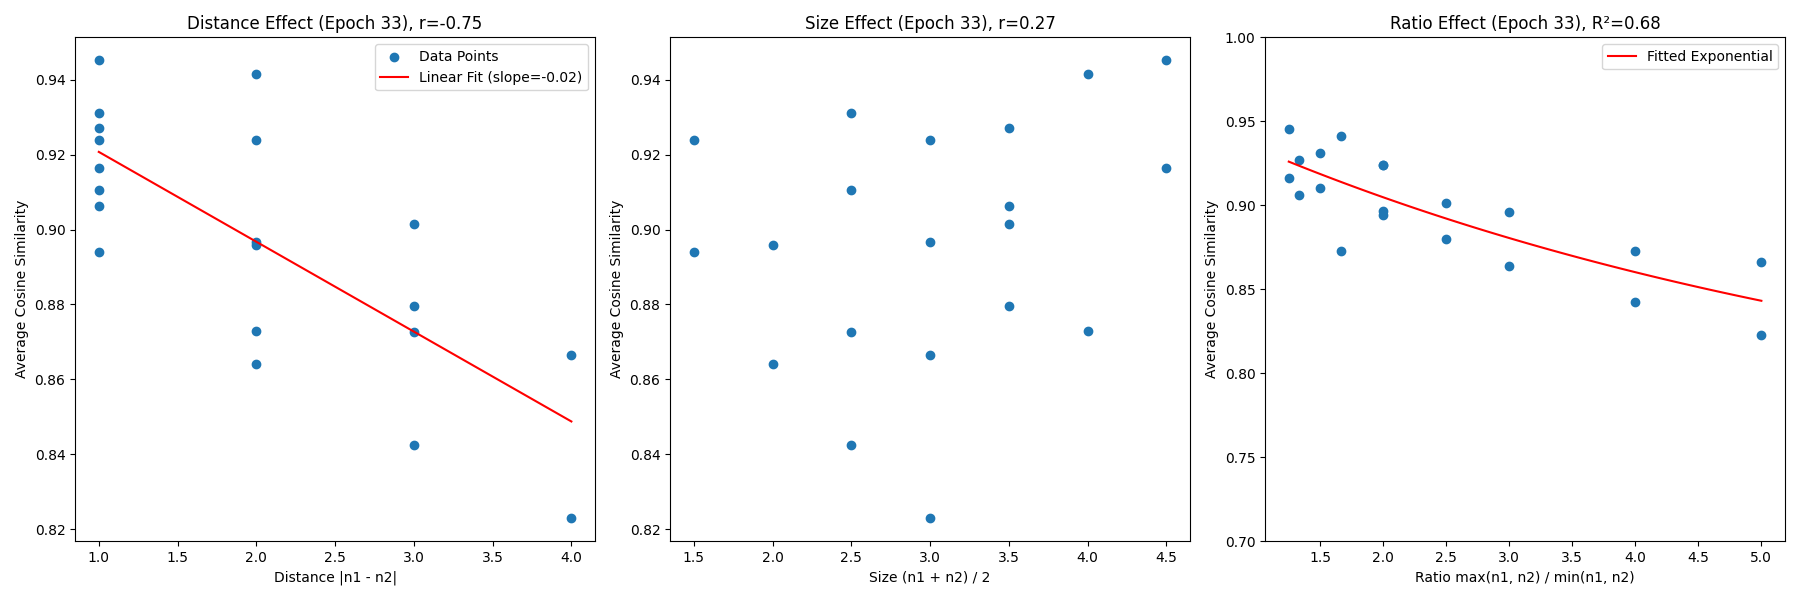 Distance Effect (Epoch 33), r=-0.75
Data Points
Linear Fit (slope=-0.02)
Average Cosine Similarity
0.94
0.92
0.90
0.88
0.86
0.84
0.82
1.0 1.5 2.0 2.5 3.0 3.5 4.0
Distance |n1 - n2|
Size Effect (Epoch 33), r=0.27
Average Cosine Similarity
0.94
0.92
0.90
0.88
0.86
0.84
0.82
1.5 2.0 2.5 3.0 3.5 4.0 4.5
Size (n1 + n2) / 2
Ratio Effect (Epoch 33), R²=0.68
Fitted Exponential
Average Cosine Similarity
1.00
0.95
0.90
0.85
0.80
0.75
0.70
1.5 2.0 2.5 3.0 3.5 4.0 4.5 5.0
Ratio max(n1, n2) / min(n1, n2)